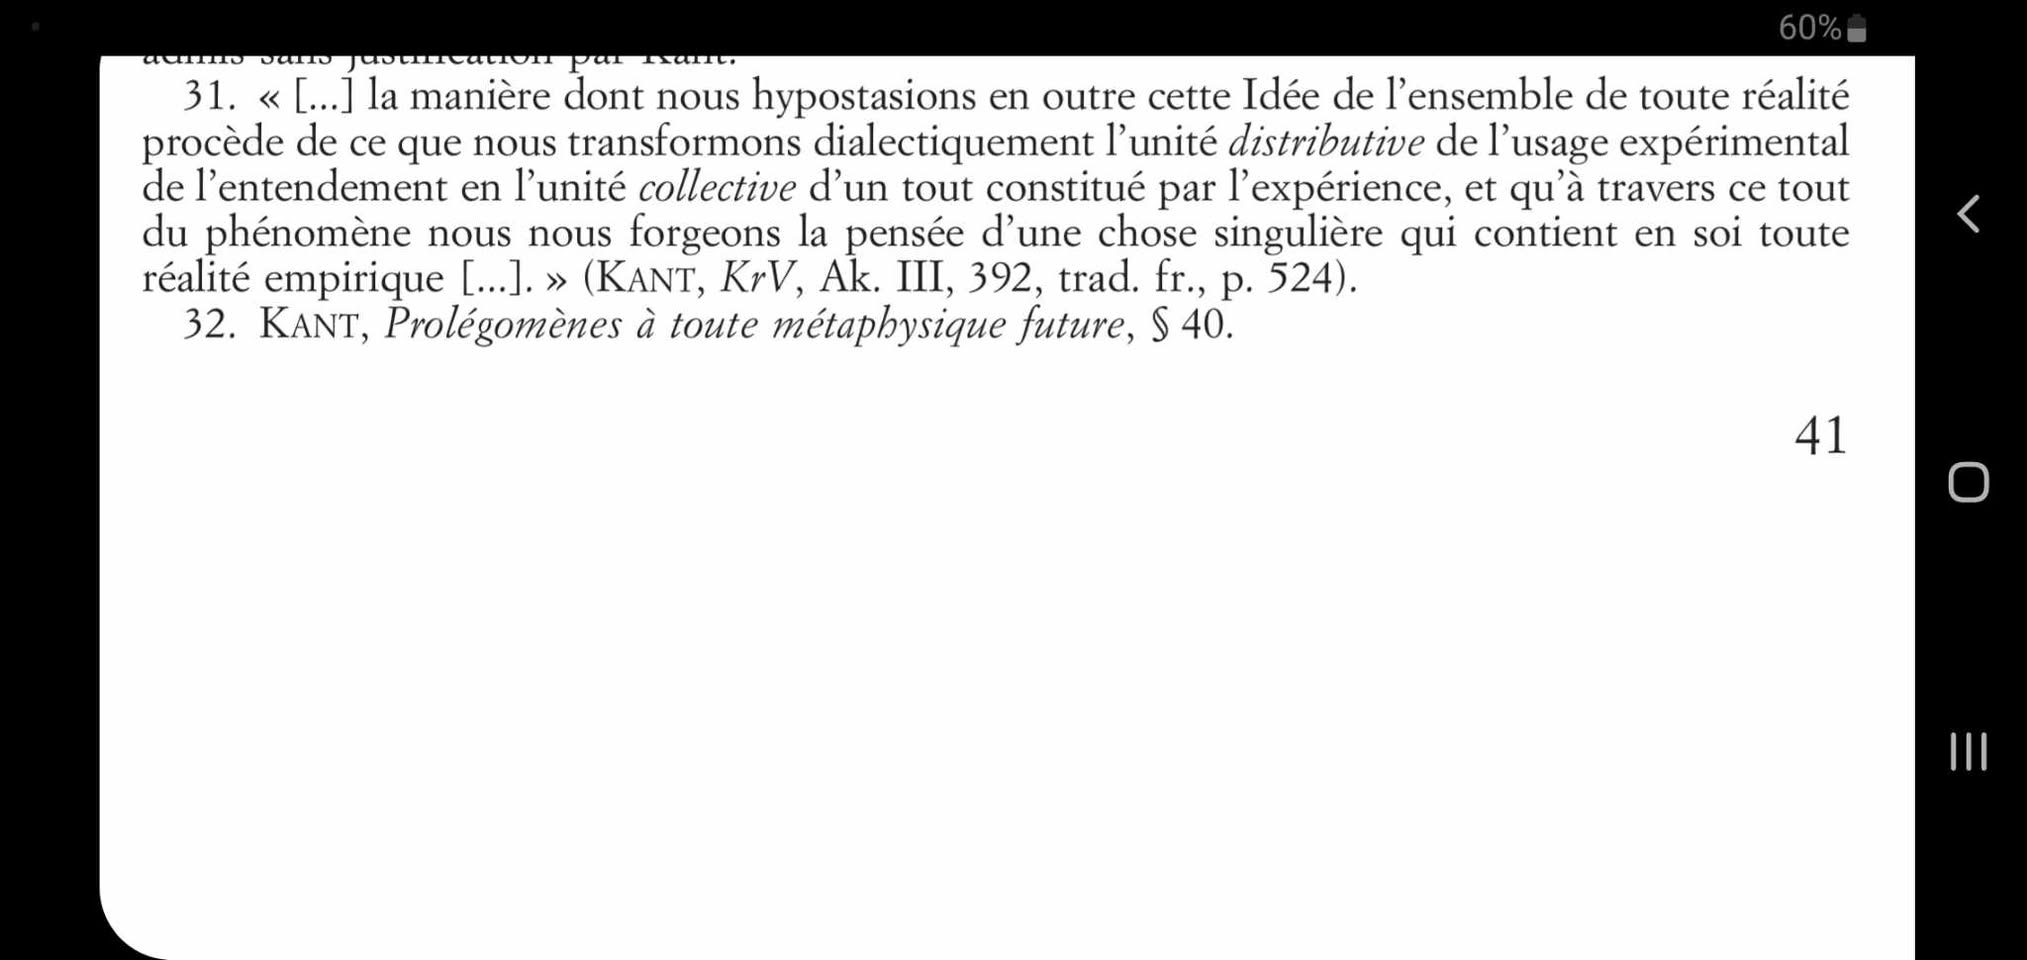 60%
admis sans justification par Kant.
31. « [...] la manière dont nous hypostasions en outre cette Idée de l’ensemble de toute réalité
procède de ce que nous transformons dialectiquement l’unité distributive de l’usage expérimental
de l’entendement en l’unité collective d’un tout constitué par l’expérience, et qu’à travers ce tout
du phénomène nous nous forgeons la pensée d’une chose singulière qui contient en soi toute
réalité empirique [...]. » (KANT, KrV, Ak. III, 392, trad. fr., p. 524).
32. KANT, Prolégomènes à toute métaphysique future, § 40.
41